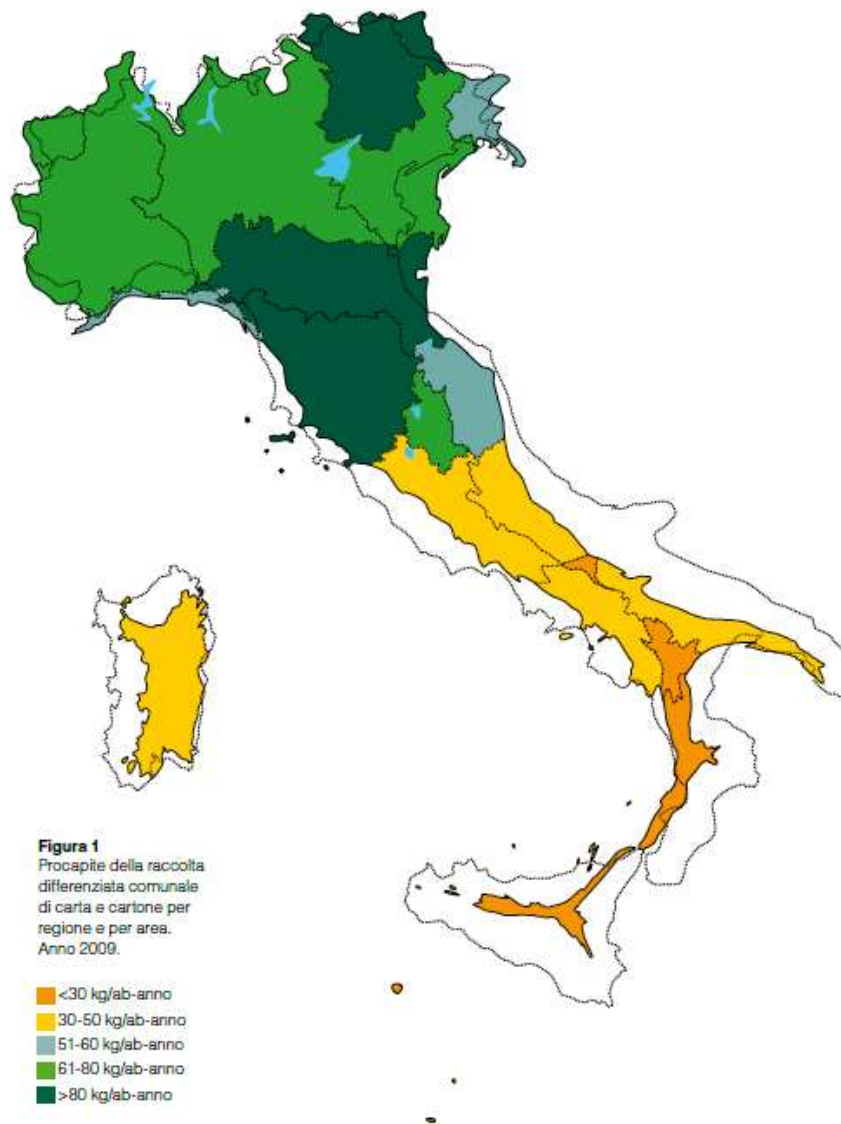 Figura 1
Procapite della raccolta
differenziata comunale
di carta e cartone per
regione e per area.
Anno 2009.
<30 kg/ab-anno
30-50 kg/ab-anno
51-60 kg/ab-anno
61-80 kg/ab-anno
>80 kg/ab-anno